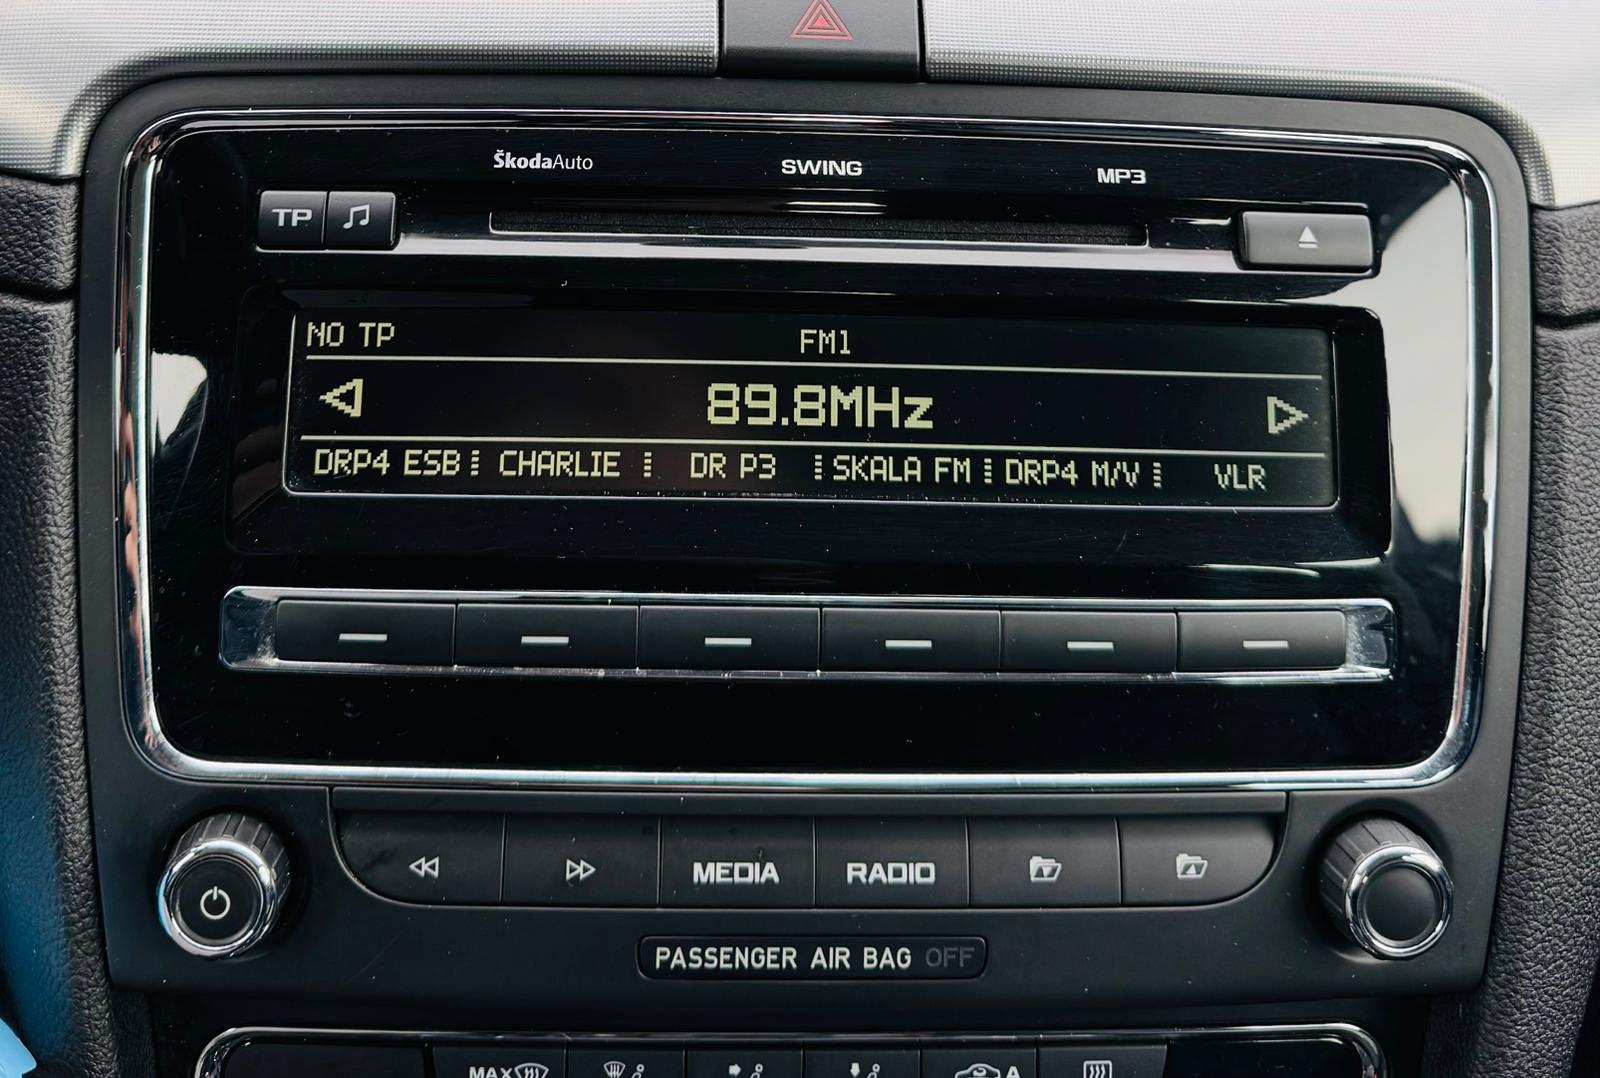 ŠkodaAuto SWING MP3
TP
NO TP FM1
89.8MHz
DRP4 ESB CHARLIE DR P3 SKALA FM DRP4 M/V VLR
MEDIA RADIO
PASSENGER AIR BAG OFF
MAX A